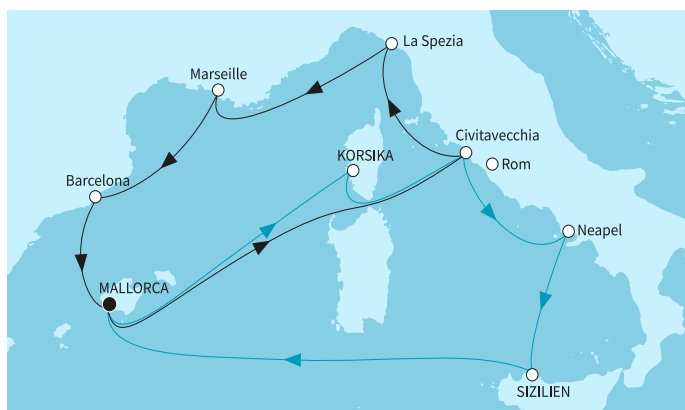 La Spezia
Marseille
Civitavecchia
KORSIKA
Rom
Barcelona
Neapel
MALLORCA
SIZILIEN